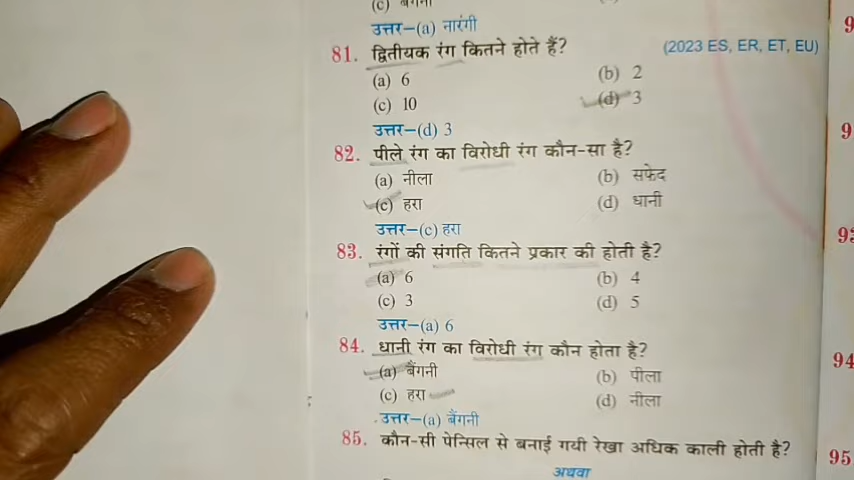 (c) बैंगनी
उत्तर–(a) नारंगी
81. द्वितीयक रंग कितने होते हैं? (2023 ES, ER, ET, EU)
(a) 6 (b) 2
(c) 10 (d) 3
उत्तर–(d) 3
82. पीले रंग का विरोधी रंग कौन-सा है?
(a) नीला (b) सफेद
(c) हरा (d) धानी
उत्तर–(c) हरा
83. रंगों की संगति कितने प्रकार की होती है?
(a) 6 (b) 4
(c) 3 (d) 5
उत्तर–(a) 6
84. धानी रंग का विरोधी रंग कौन होता है?
(a) बैंगनी (b) पीला
(c) हरा (d) नीला
उत्तर–(a) बैंगनी
85. कौन-सी पेन्सिल से बनाई गयी रेखा अधिक काली होती है?
अथवा
94
95